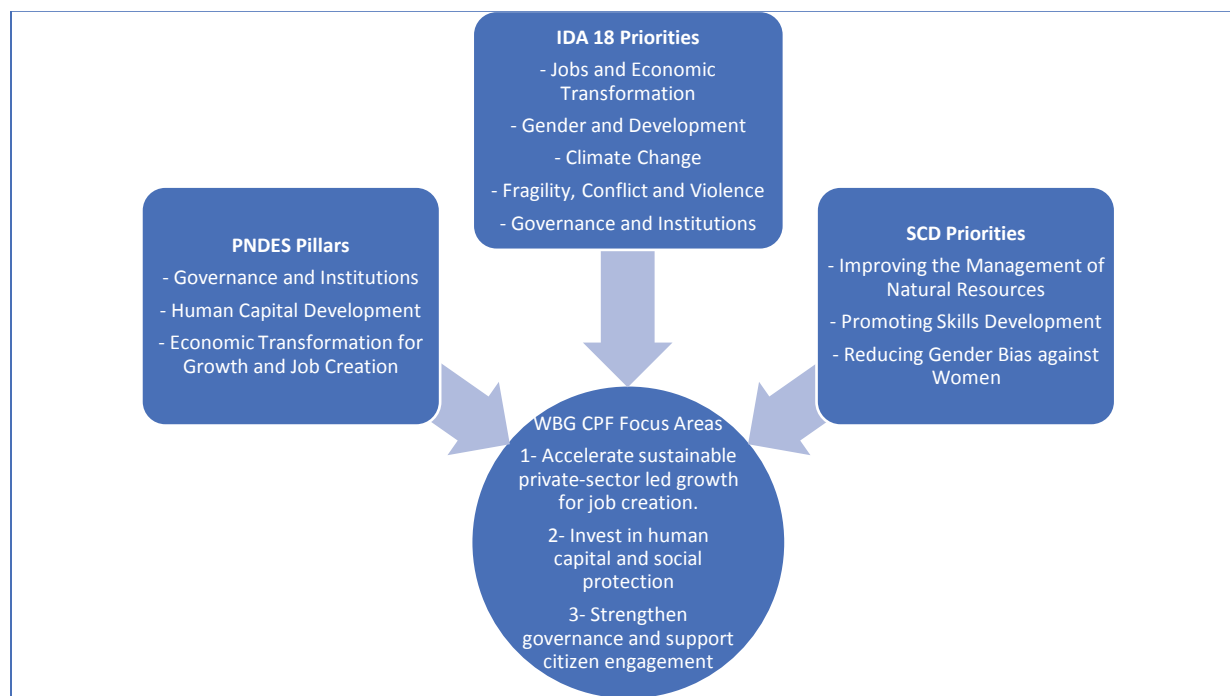 IDA 18 Priorities
- Jobs and Economic
Transformation
- Gender and Development
- Climate Change
- Fragility, Conflict and Violence
- Governance and Institutions
PNDES Pillars
- Governance and Institutions
- Human Capital Development
- Economic Transformation for
Growth and Job Creation
SCD Priorities
- Improving the Management of
Natural Resources
- Promoting Skills Development
- Reducing Gender Bias against
Women
WBG CPF Focus Areas
1- Accelerate sustainable
private-sector led growth
for job creation.
2- Invest in human
capital and social
protection
3- Strengthen
governance and support
citizen engagement